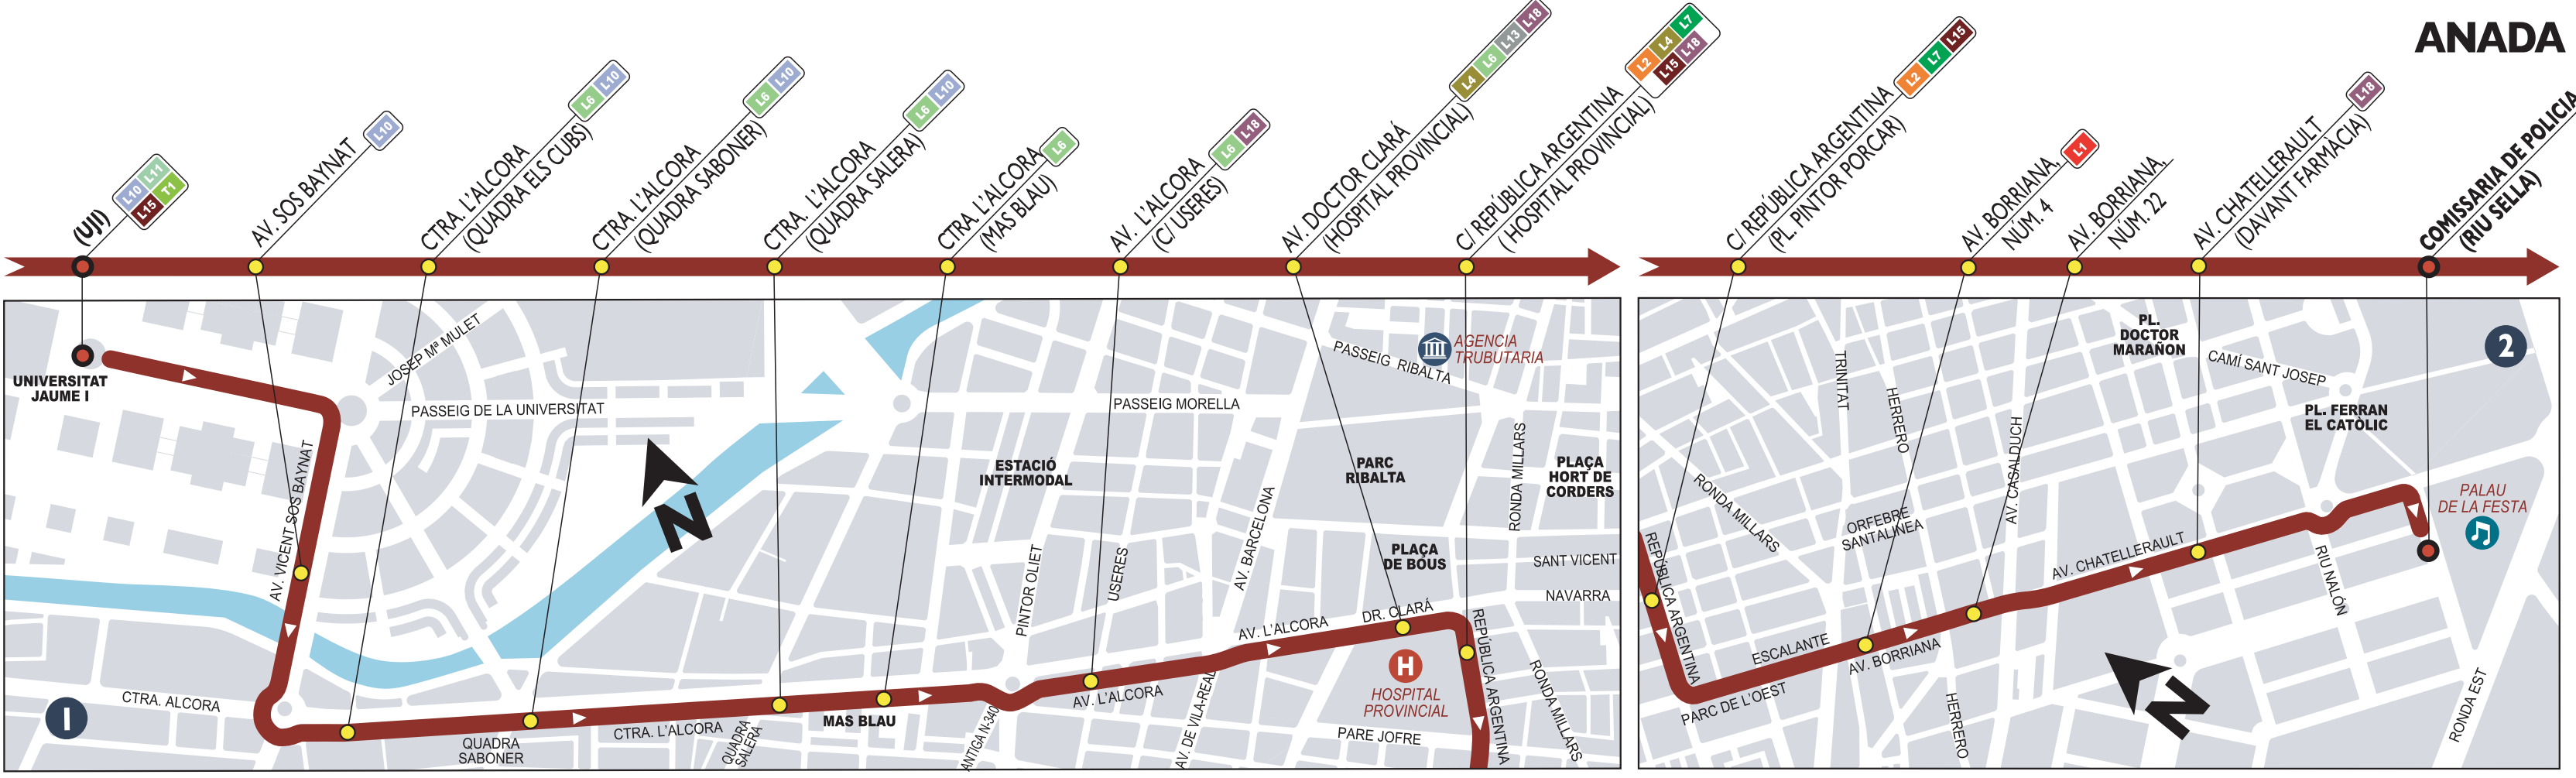 ANADA
(UJI)
L10 L11
L15 T1
AV. SOS BAYNAT
L10
CTRA. L'ALCORA
(QUADRA ELS CUBS)
L6 L10
CTRA. L'ALCORA
(QUADRA SABONER)
L6 L10
CTRA. L'ALCORA
(QUADRA SALERA)
L6 L10
CTRA. L'ALCORA
(MAS BLAU)
L6
AV. L'ALCORA
(C/ USERES)
L6 L18
AV. DOCTOR CLARÁ
(HOSPITAL PROVINCIAL)
L4 L6 L13 L18
C/ REPÚBLICA ARGENTINA
( HOSPITAL PROVINCIAL)
L2 L4 L7
L15 L18
C/ REPÚBLICA ARGENTINA
(PL. PINTOR PORCAR)
L2 L7 L15
AV. BORRIANA,
NÚM. 4
L1
AV. BORRIANA,
NÚM. 22
AV. CHATELLERAULT
(DAVANT FARMÀCIA)
L18
COMISSARIA DE POLICIA
(RIU SELLA)
UNIVERSITAT
JAUME I
JOSEP Mª MULET
PASSEIG DE LA UNIVERSITAT
AV. VICENT SOS BAYNAT
N
CTRA. ALCORA
1
QUADRA
SABONER
CTRA. L'ALCORA
QUADRA
SALERA
MAS BLAU
ANTIGA N-340
PINTOR OLIET
ESTACIÓ
INTERMODAL
PASSEIG MORELLA
USERES
AV. L'ALCORA
AV. DE VILA-REAL
AV. BARCELONA
AV. L'ALCORA
DR. CLARÁ
PASSEIG RIBALTA
AGENCIA
TRUBUTARIA
PARC
RIBALTA
PLAÇA
DE BOUS
H
HOSPITAL
PROVINCIAL
PARE JOFRE
REPÚBLICA ARGENTINA
RONDA MILLARS
RONDA MILLARS
PLAÇA
HORT DE
CORDERS
SANT VICENT
NAVARRA
REPÚBLICA ARGENTINA
RONDA MILLARS
TRINITAT
HERRERO
ORFEBRE
SANTALINEA
AV. CASALDUCH
PL.
DOCTOR
MARAÑON
CAMÍ SANT JOSEP
PL. FERRAN
EL CATÒLIC
2
PALAU
DE LA FESTA
ESCALANTE
PARC DE L'OEST
AV. BORRIANA
HERRERO
AV. CHATELLERAULT
RIU NALÓN
N
RONDA EST